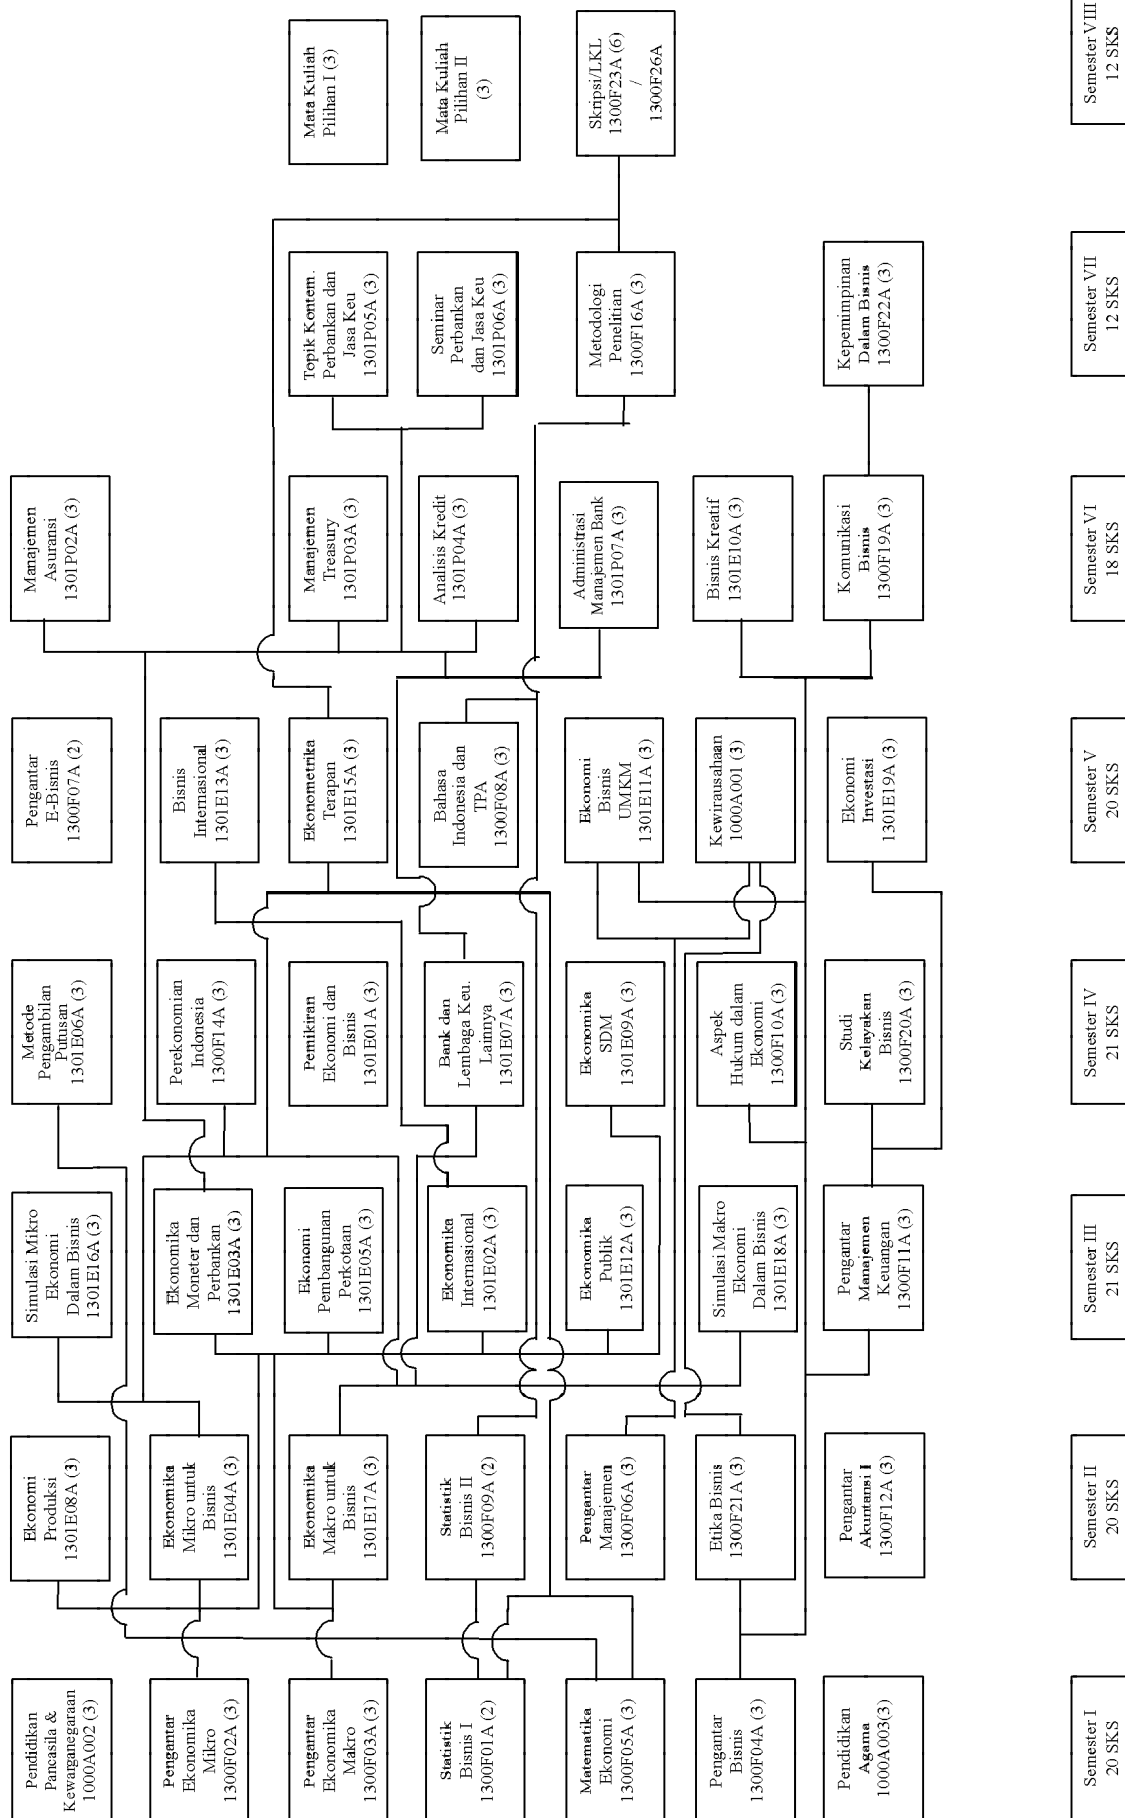 Pendidikan
Pancasila &
Kewarganegaraan
1000A002 (3)
Pengantar
Ekonomika
Mikro
1300F02A (3)
Pengantar
Ekonomika
Makro
1300F03A (3)
Statistik
Bisnis I
1300F01A (2)
Matematika
Ekonomi
1300F05A (3)
Pengantar
Bisnis
1300F04A (3)
Pendidikan
Agama
1000A003(3)
Semester I
20 SKS
Ekonomi
Produksi
1301E08A (3)
Ekonomika
Mikro untuk
Bisnis
1301E04A (3)
Ekonomika
Makro untuk
Bisnis
1301E17A (3)
Statistik
Bisnis II
1300F09A (2)
Pengantar
Manajemen
1300F06A (3)
Etika Bisnis
1300F21A (3)
Pengantar
Akuntansi I
1300F12A (3)
Semester II
20 SKS
Simulasi Mikro
Ekonomi
Dalam Bisnis
1301E16A (3)
Ekonomika
Moneter dan
Perbankan
1301E03A (3)
Ekonomi
Pembangunan
Perkotaan
1301E05A (3)
Ekonomika
Internasional
1301E02A (3)
Ekonomika
Publik
1301E12A (3)
Simulasi Makro
Ekonomi
Dalam Bisnis
1301E18A (3)
Pengantar
Manajemen
Keuangan
1300F11A (3)
Semester III
21 SKS
Metode
Pengambilan
Putusan
1301E06A (3)
Perekonomian
Indonesia
1300F14A (3)
Pemikiran
Ekonomi dan
Bisnis
1301E01A (3)
Bank dan
Lembaga Keu.
Lainnya
1301E07A (3)
Ekonomika
SDM
1301E09A (3)
Aspek
Hukum dalam
Ekonomi
1300F10A (3)
Studi
Kelayakan
Bisnis
1300F20A (3)
Semester IV
21 SKS
Pengantar
E-Bisnis
1300F07A (2)
Bisnis
Internasional
1301E13A (3)
Ekonometrika
Terapan
1301E15A (3)
Bahasa
Indonesia dan
TPA
1300F08A (3)
Ekonomi
Bisnis
UMKM
1301E11A (3)
Kewirausahaan
1000A001 (3)
Ekonomi
Investasi
1301E19A (3)
Semester V
20 SKS
Manajemen
Asuransi
1301P02A (3)
Manajemen
Treasury
1301P03A (3)
Analisis Kredit
1301P04A (3)
Administrasi
Manajemen Bank
1301P07A (3)
Bisnis Kreatif
1301E10A (3)
Komunikasi
Bisnis
1300F19A (3)
Semester VI
18 SKS
Topik Kontem.
Perbankan dan
Jasa Keu
1301P05A (3)
Seminar
Perbankan
dan Jasa Keu
1301P06A (3)
Metodologi
Penelitian
1300F16A (3)
Kepemimpinan
Dalam Bisnis
1300F22A (3)
Semester VII
12 SKS
Mata Kuliah
Pilihan I (3)
Mata Kuliah
Pilihan II
(3)
Skripsi/LKL
1300F23A (6)
/
1300F26A
Semester VIII
12 SKS